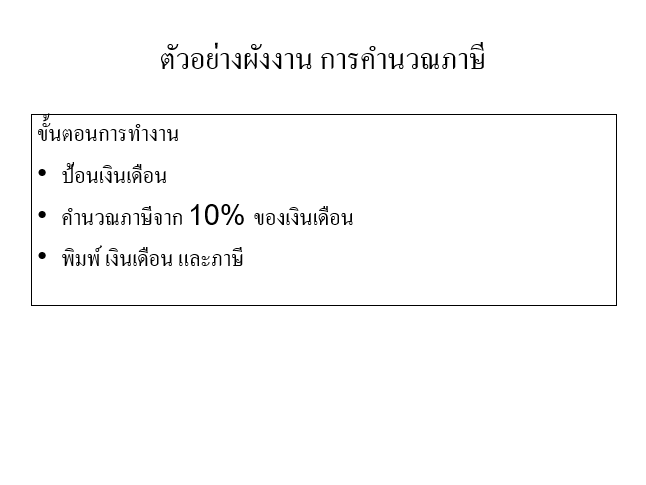 ตัวอย่างผังงาน การคำนวณภาษี
ขั้นตอนการทำงาน
• ป้อนเงินเดือน
• คำนวณภาษีจาก 10% ของเงินเดือน
• พิมพ์ เงินเดือน และภาษี